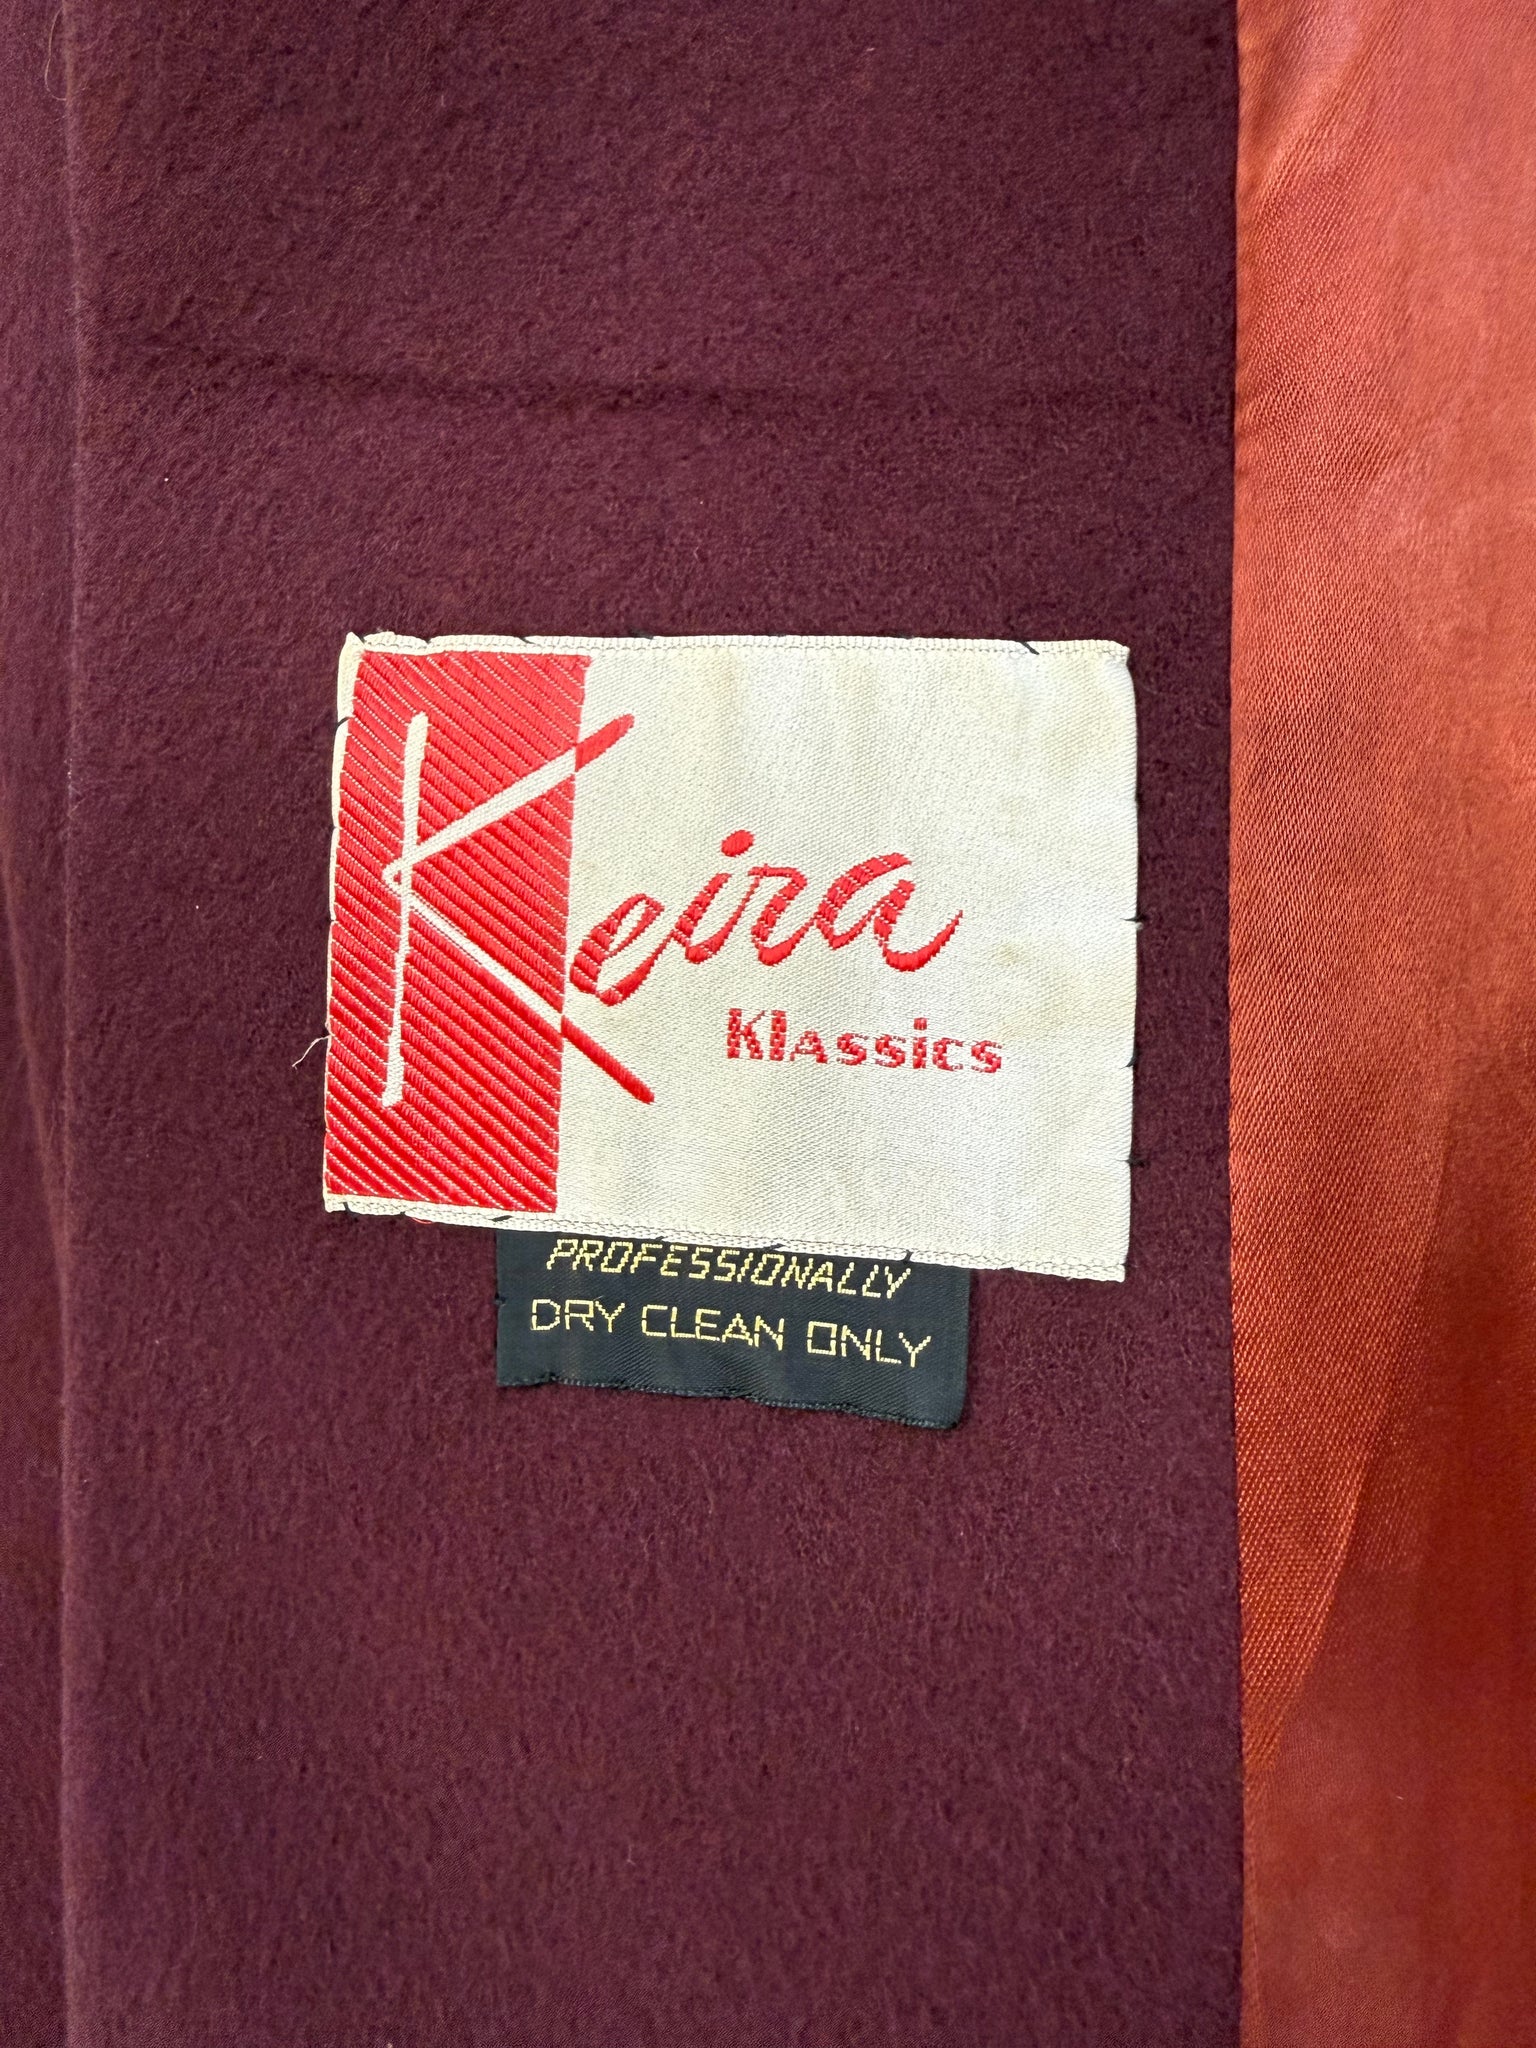 Keira
Klassics
PROFESSIONALLY
DRY CLEAN ONLY